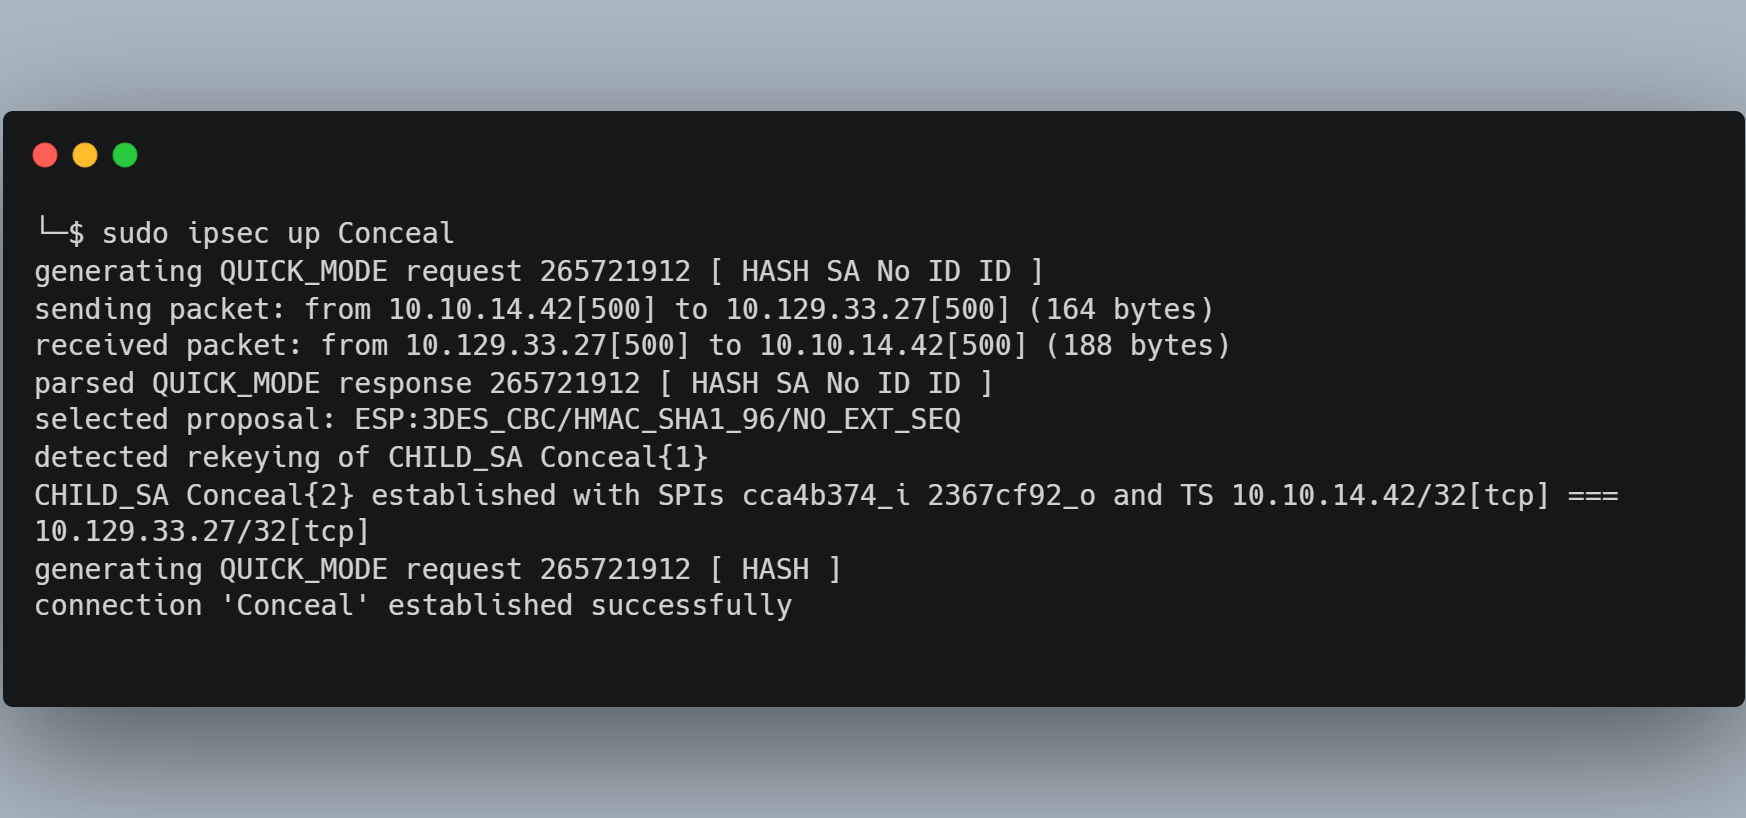 └─$ sudo ipsec up Conceal
generating QUICK_MODE request 265721912 [ HASH SA No ID ID ]
sending packet: from 10.10.14.42[500] to 10.129.33.27[500] (164 bytes)
received packet: from 10.129.33.27[500] to 10.10.14.42[500] (188 bytes)
parsed QUICK_MODE response 265721912 [ HASH SA No ID ID ]
selected proposal: ESP:3DES_CBC/HMAC_SHA1_96/NO_EXT_SEQ
detected rekeying of CHILD_SA Conceal{1}
CHILD_SA Conceal{2} established with SPIs cca4b374_i 2367cf92_o and TS 10.10.14.42/32[tcp] ===
10.129.33.27/32[tcp]
generating QUICK_MODE request 265721912 [ HASH ]
connection 'Conceal' established successfully